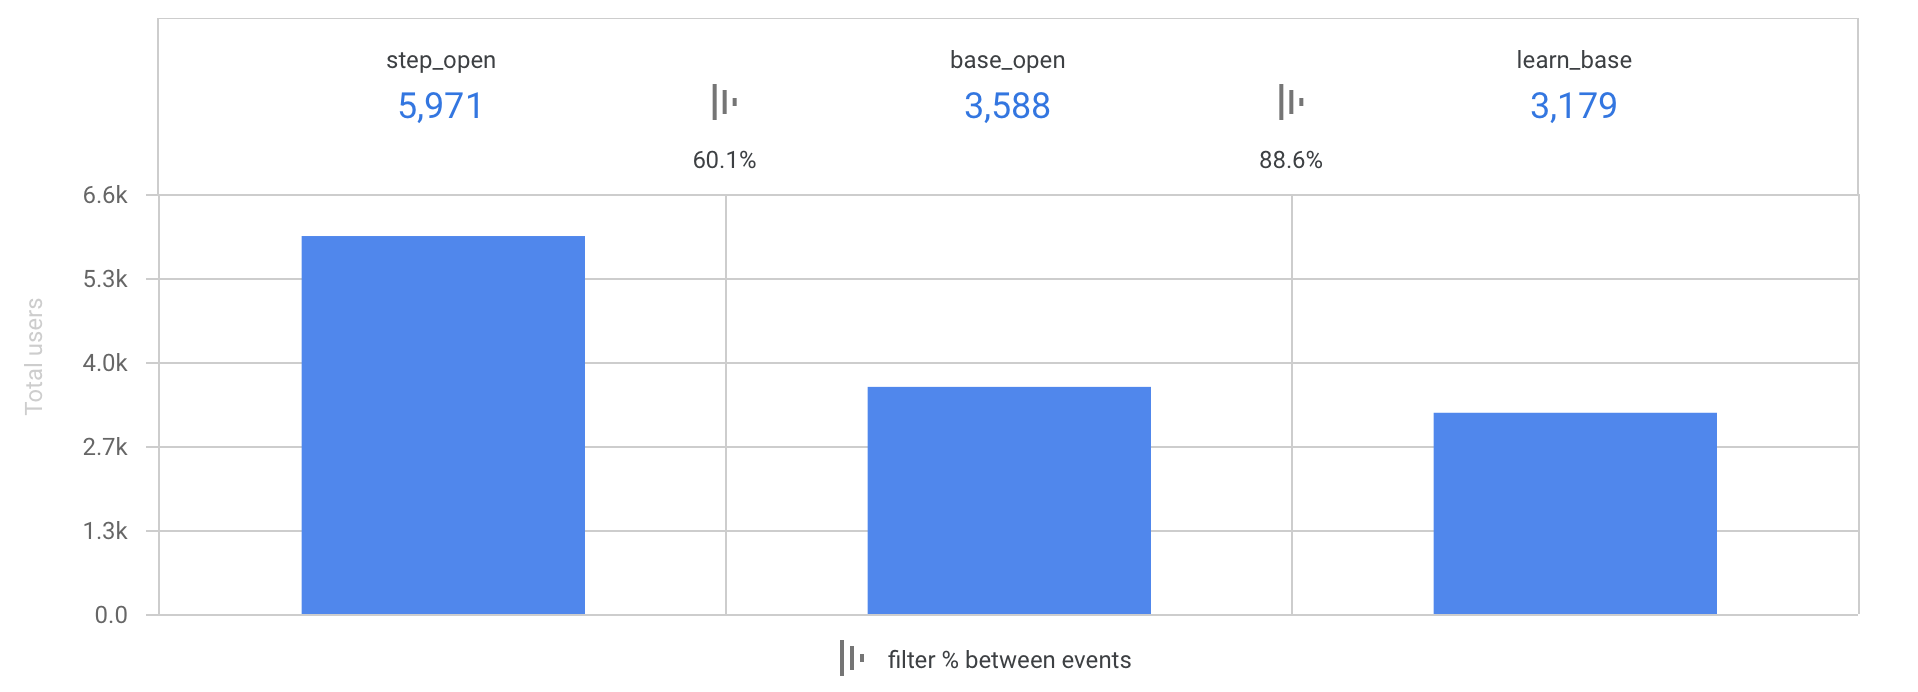 step_open
base_open
learn_base
5,971
3,588
3,179
60.1%
88.6%
6.6k
5.3k
4.0k
2.7k
1.3k
0.0
Total users
filter % between events